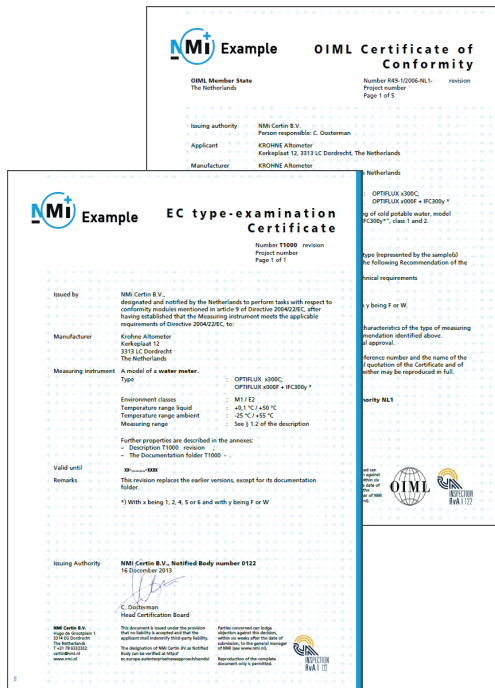 NMi Example
OIML Certificate of
Conformity
OIML Member State
The Netherlands
Number R49-1/2006-NL1- revision
Project number
Page 1 of 5
Issuing authority
NMi Certin B.V.
Person responsible: C. Oosterman
Applicant
KROHNE Altometer
Kerkeplaat 12, 3313 LC Dordrecht, The Netherlands
Manufacturer
KROHNE Altometer
Netherlands
: OPTIFLUX x300C;
OPTIFLUX x000F + IFC300y *
ng of cold potable water, model
IFC300y*", class 1 and 2.
type (represented by the sample(s)
he following Recommendation of the
hnical requirements
y being F or W.
characteristics of the type of measuring
mendation identified above.
al approval.
ference number and the name of the
l quotation of the Certificate and of
either may be reproduced in full.
hority NL1
OIML
INSPECTION
RvA I 122
NMi Example
EC type-examination
Certificate
Number T1000 revision
Project number
Page 1 of 1
Issued by
NMi Certin B.V.,
designated and notified by the Netherlands to perform tasks with respect to
conformity modules mentioned in article 9 of Directive 2004/22/EC, after
having established that the Measuring instrument meets the applicable
requirements of Directive 2004/22/EC, to:
Manufacturer
Krohne Altometer
Kerkeplaat 12
3313 LC Dordrecht
The Netherlands
Measuring instrument
A model of a water meter.
Type : OPTIFLUX x300C;
OPTIFLUX x000F + IFC300y *
Environment classes : M1 / E2
Temperature range liquid : +0,1 °C / +50 °C
Temperature range ambient : -25 °C / +55 °C
Measuring range : See § 1.2 of the description
Further properties are described in the annexes:
– Description T1000 revision ;
– The Documentation folder T1000 - .
Valid until
Remarks
This revision replaces the earlier versions, except for its documentation
folder.
*) With x being 1, 2, 4, 5 or 6 and with y being F or W
Issuing Authority
NMi Certin B.V., Notified Body number 0122
16 December 2013
C. Oosterman
Head Certification Board
NMi Certin B.V.
Hugo de Grootplein 1
3314 EG Dordrecht
The Netherlands
T +31 78 6332332
certin@nmi.nl
www.nmi.nl
This document is issued under the provision
that no liability is accepted and that the
applicant shall indemnify third-party liability.
The designation of NMi Certin B.V. as Notified
Body can be verified at http://
Parties concerned can lodge
objection against this decision,
within six weeks after the date of
submission, to the general manager
of NMi (see www.nmi.nl).
Reproduction of the complete
document only is permitted.
INSPECTION
RvA I 122
8